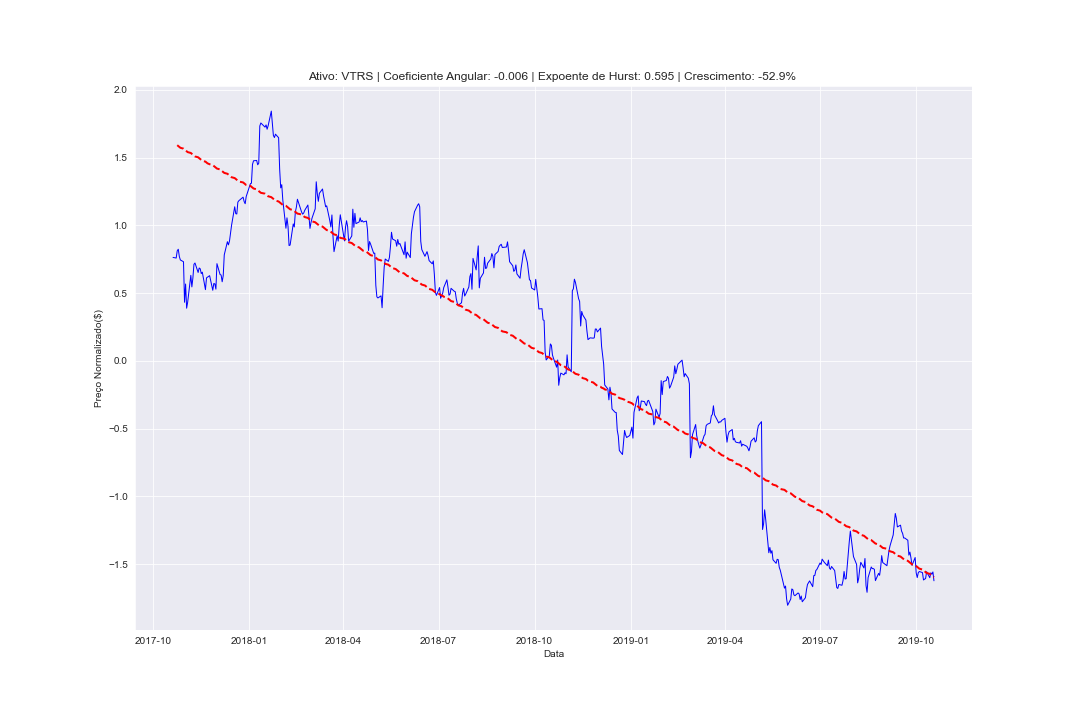 Ativo: VTRS | Coeficiente Angular: -0.006 | Expoente de Hurst: 0.595 | Crescimento: -52.9%
2.0
1.5
1.0
0.5
0.0
−0.5
−1.0
−1.5
Preço Normalizado($)
2017-10 2018-01 2018-04 2018-07 2018-10 2019-01 2019-04 2019-07 2019-10
Data